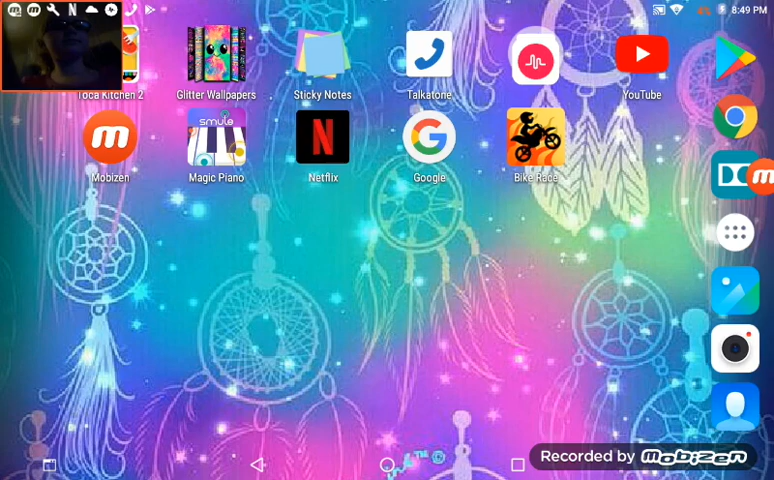 8:49 PM
Toca Kitchen 2
Glitter Wallpapers
Sticky Notes
Talkatone
YouTube
m
smule
N
G
Mobizen
Magic Piano
Netflix
Google
Bike Race
m
Recorded by mobizen